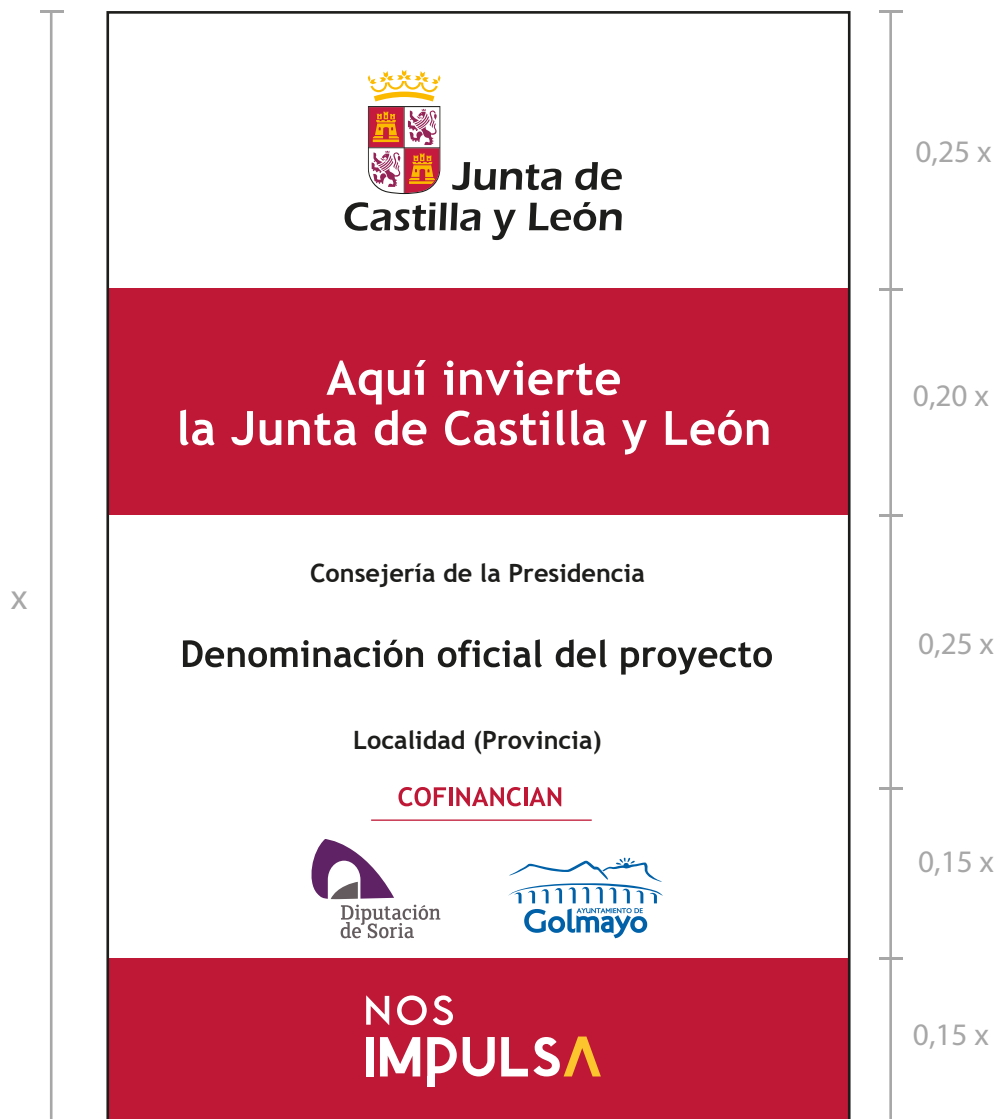 0,25 x
Junta de
Castilla y León
Aquí invierte
la Junta de Castilla y León
0,20 x
Consejería de la Presidencia
x
Denominación oficial del proyecto
0,25 x
Localidad (Provincia)
COFINANCIAN
0,15 x
Diputación
de Soria
AYUNTAMIENTO DE
Golmayo
NOS
IMPULSA
0,15 x